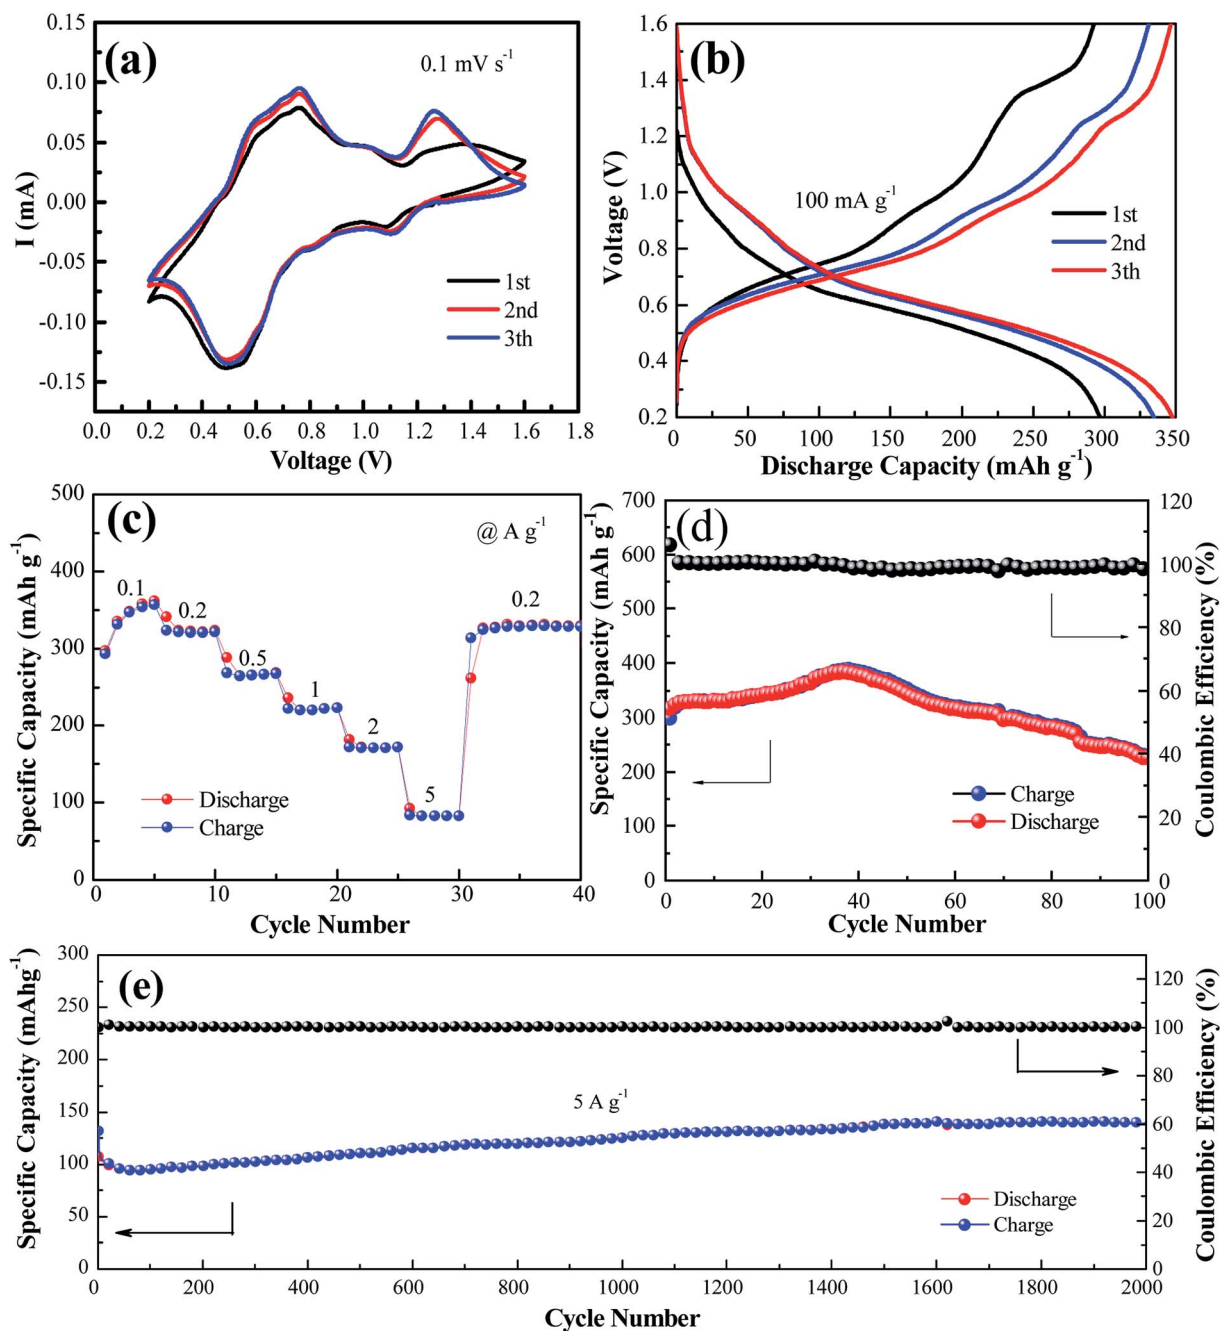 (a)
0.1 mV s⁻¹
I (mA)
0.15
0.10
0.05
0.00
-0.05
-0.10
-0.15
1st
2nd
3th
0.0 0.2 0.4 0.6 0.8 1.0 1.2 1.4 1.6 1.8
Voltage (V)
(b)
100 mA g⁻¹
Voltage (V)
1.6
1.4
1.2
1.0
0.8
0.6
0.4
0.2
1st
2nd
3th
0 50 100 150 200 250 300 350
Discharge Capacity (mAh g⁻¹)
(c)
@ A g⁻¹
Specific Capacity (mAh g⁻¹)
500
400
300
200
100
0
0.1
0.2
0.5
1
2
5
0.2
Discharge
Charge
0 10 20 30 40
Cycle Number
(d)
Specific Capacity (mAh g⁻¹)
700
600
500
400
300
200
100
0
Charge
Discharge
120
100
80
60
40
20
0
Coulombic Efficiency (%)
0 20 40 60 80 100
Cycle Number
(e)
Specific Capacity (mAhg⁻¹)
300
250
200
150
100
50
0
5 A g⁻¹
Discharge
Charge
120
100
80
60
40
20
0
Coulombic Efficiency (%)
0 200 400 600 800 1000 1200 1400 1600 1800 2000
Cycle Number